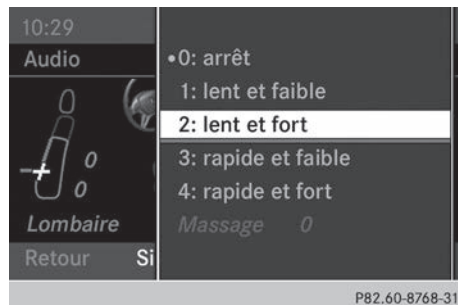 10:29
Audio
•0: arrêt
1: lent et faible
2: lent et fort
3: rapide et faible
4: rapide et fort
Massage 0
0
0
Lombaire
Retour Si
P82.60-8768-31